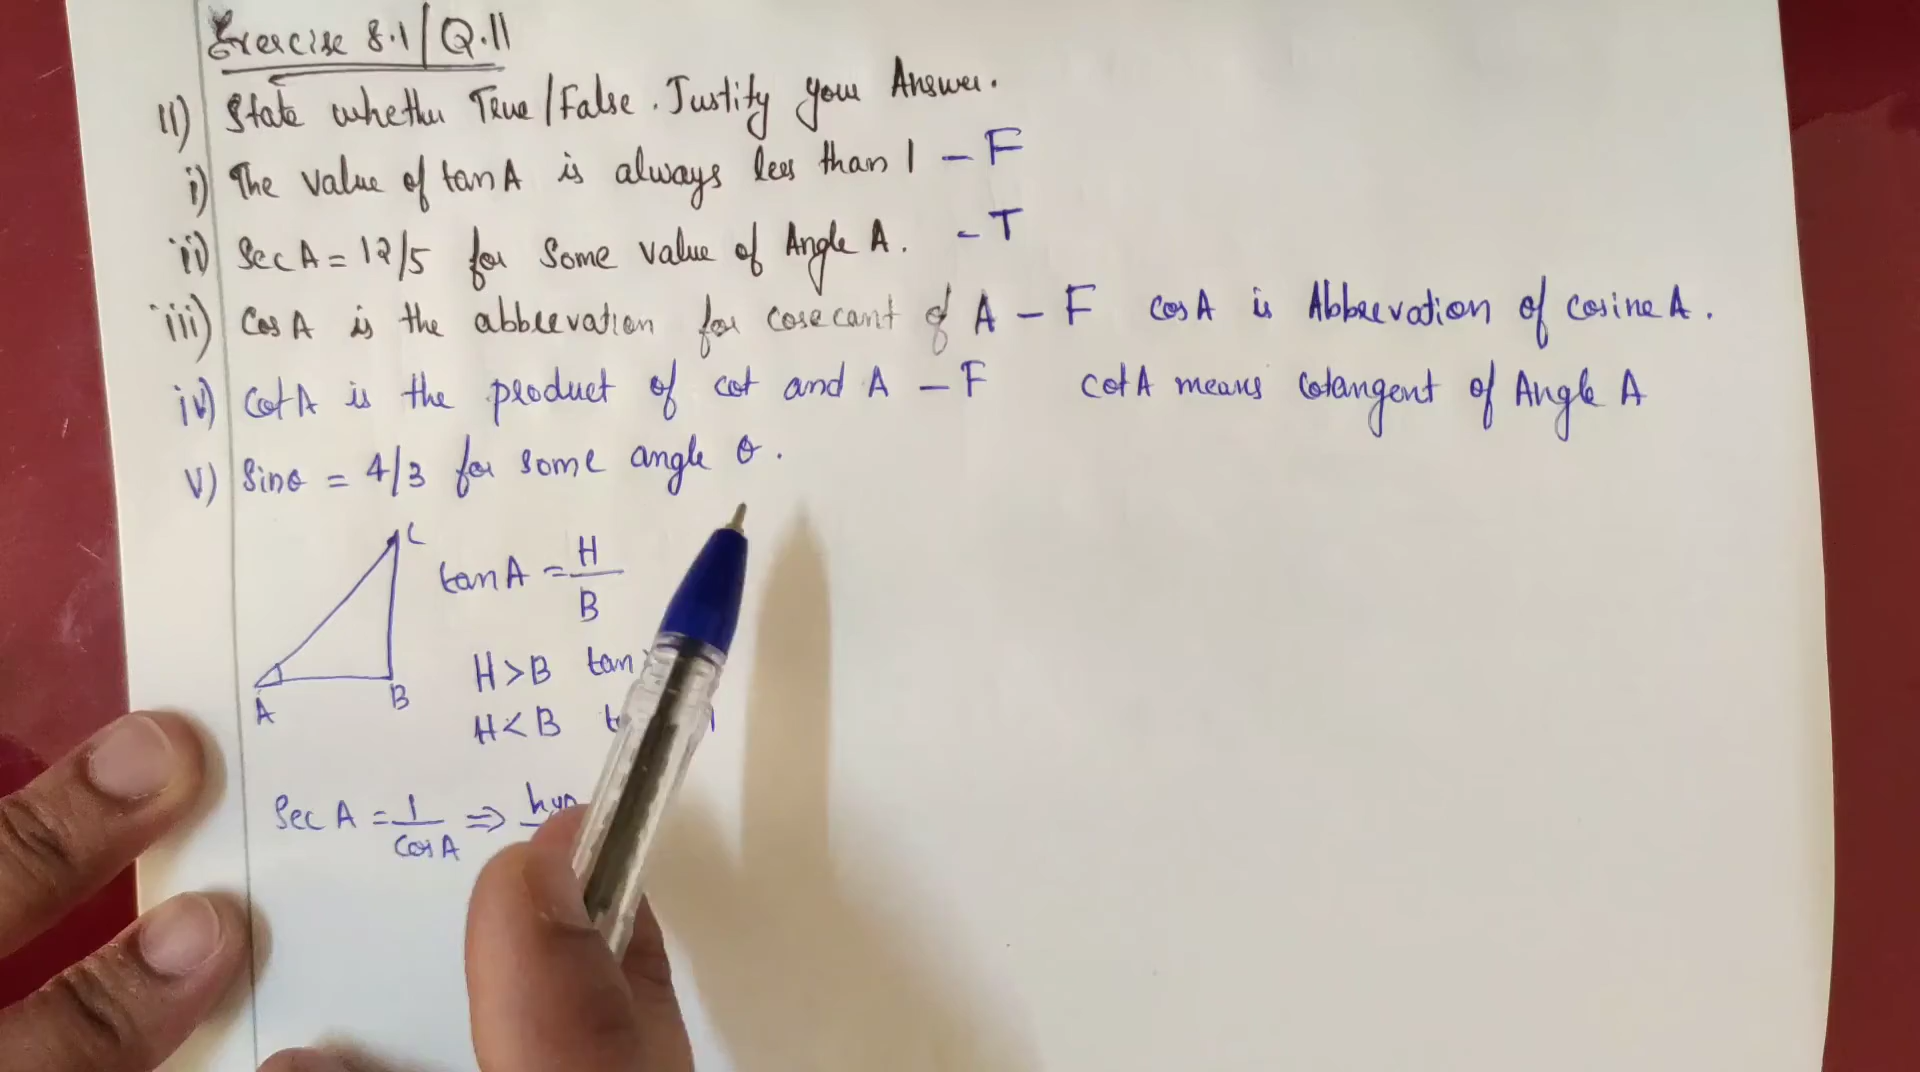 Exercise 8.1/Q.11
11) State whether True/False. Justify your Answer.
i) The value of tan A is always less than 1 - F
ii) Sec A = 12/5 for Some value of Angle A. - T
iii) Cos A is the abbrevation for cosecant of A - F cos A is Abbrevation of cosine A.
iv) Cot A is the product of cot and A - F cot A means cotangent of Angle A
v) Sinθ = 4/3 for some angle θ.
C
A
B
tan A = H/B
H > B tan
H < B
Sec A = 1/Cos A ⇒ hyp